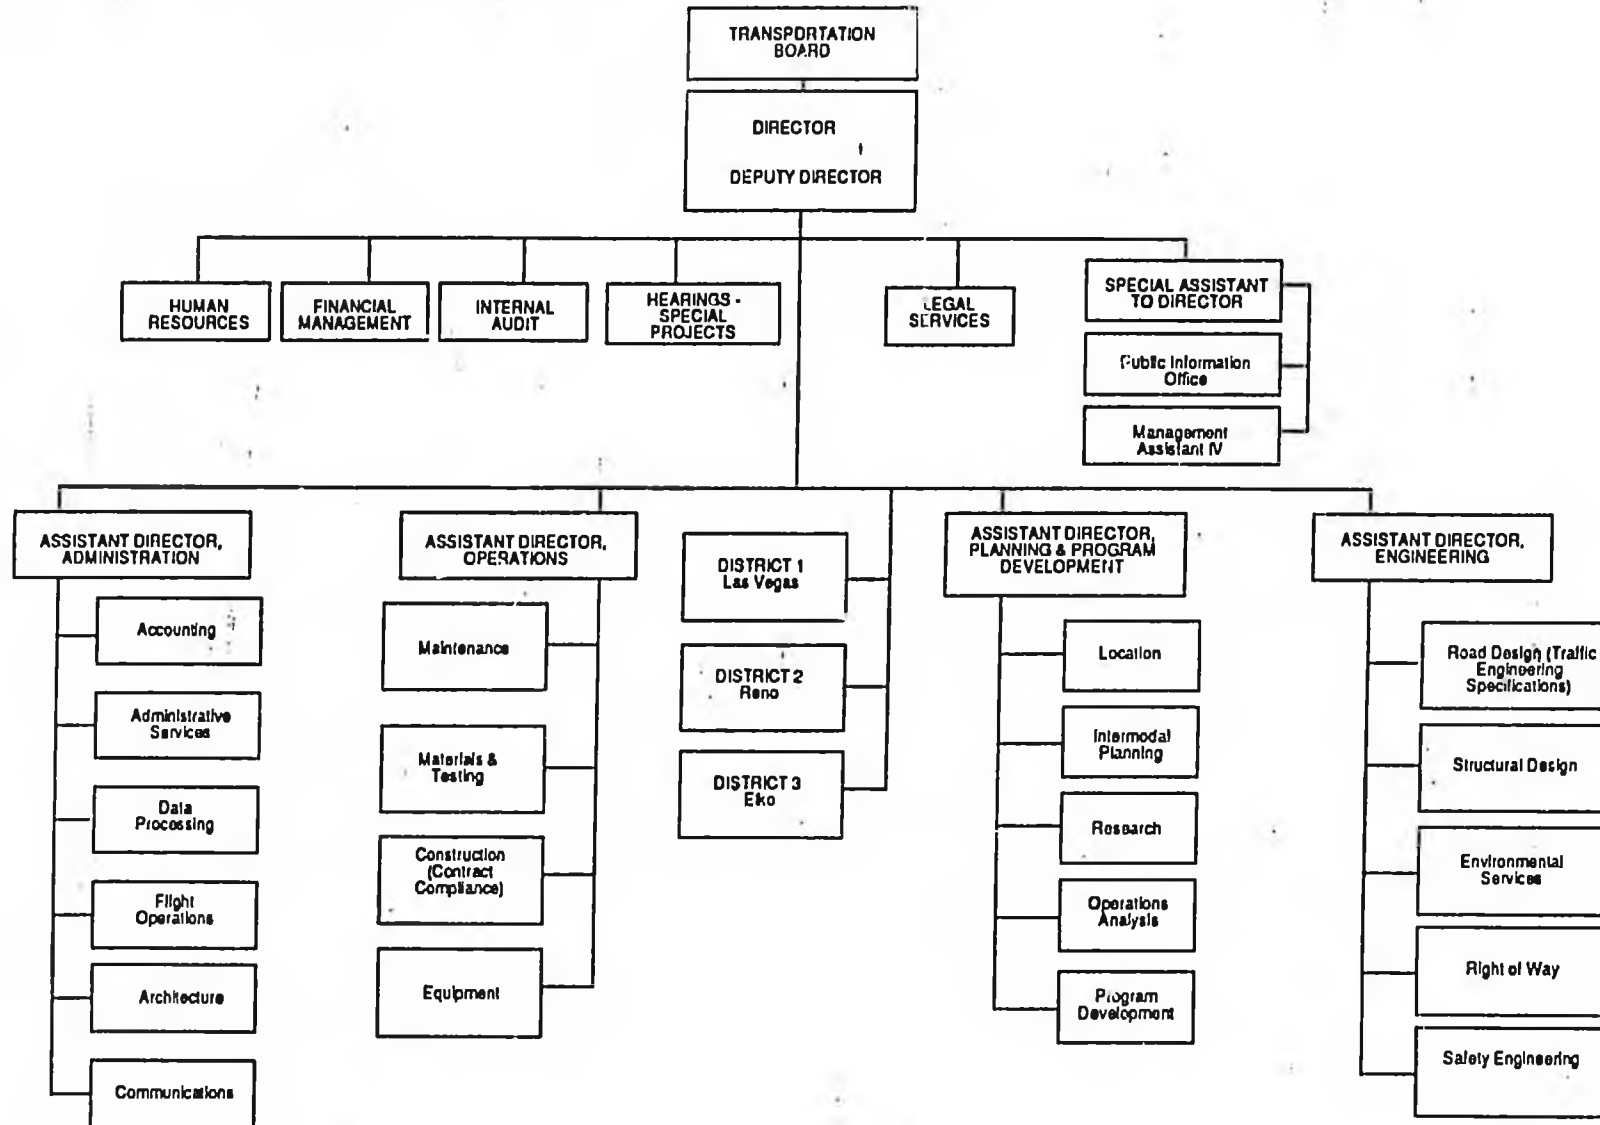 TRANSPORTATION
BOARD
DIRECTOR
DEPUTY DIRECTOR
HUMAN
RESOURCES
FINANCIAL
MANAGEMENT
INTERNAL
AUDIT
HEARINGS -
SPECIAL
PROJECTS
LEGAL
SERVICES
SPECIAL ASSISTANT
TO DIRECTOR
Public Information
Office
Management
Assistant IV
ASSISTANT DIRECTOR,
ADMINISTRATION
Accounting
Administrative
Services
Data
Processing
Flight
Operations
Architecture
Communications
ASSISTANT DIRECTOR,
OPERATIONS
Maintenance
Materials &
Testing
Construction
(Contract
Compliance)
Equipment
DISTRICT 1
Las Vegas
DISTRICT 2
Reno
DISTRICT 3
Elko
ASSISTANT DIRECTOR,
PLANNING & PROGRAM
DEVELOPMENT
Location
Intermodal
Planning
Research
Operations
Analysis
Program
Development
ASSISTANT DIRECTOR,
ENGINEERING
Road Design (Traffic
Engineering
Specifications)
Structural Design
Environmental
Services
Right of Way
Safety Engineering